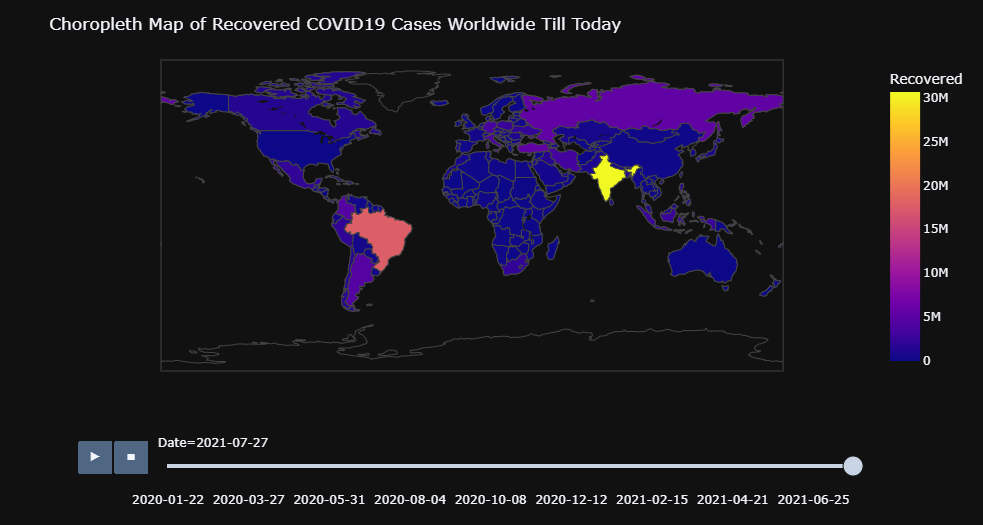 Choropleth Map of Recovered COVID19 Cases Worldwide Till Today
Recovered
30M
25M
20M
15M
10M
5M
0
Date=2021-07-27
2020-01-22 2020-03-27 2020-05-31 2020-08-04 2020-10-08 2020-12-12 2021-02-15 2021-04-21 2021-06-25